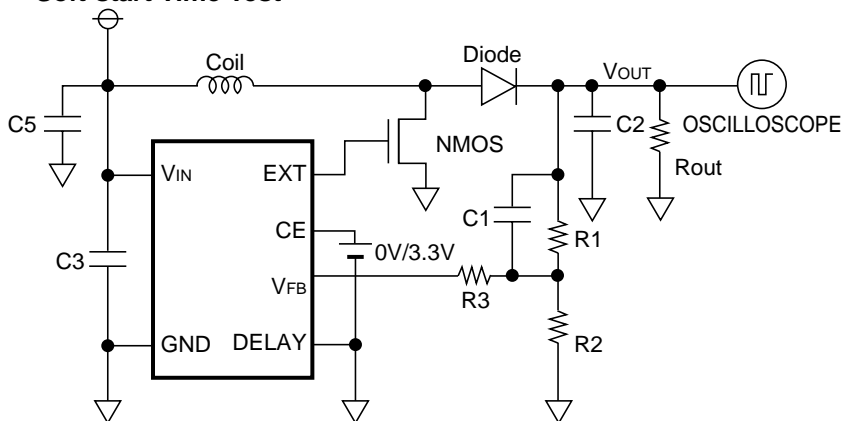 Soft-start Time Test
Coil
Diode
VOUT
C5
C2
OSCILLOSCOPE
NMOS
Rout
VIN
EXT
C1
CE
R1
0V/3.3V
C3
VFB
R3
GND
DELAY
R2